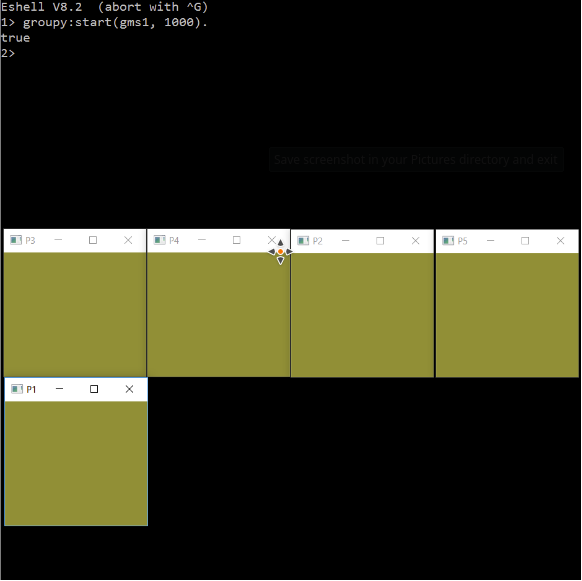 Eshell V8.2  (abort with ^G)
1> groupy:start(gms1, 1000).
true
2>
Save screenshot in your Pictures directory and exit
P3
P4
P2
P5
P1